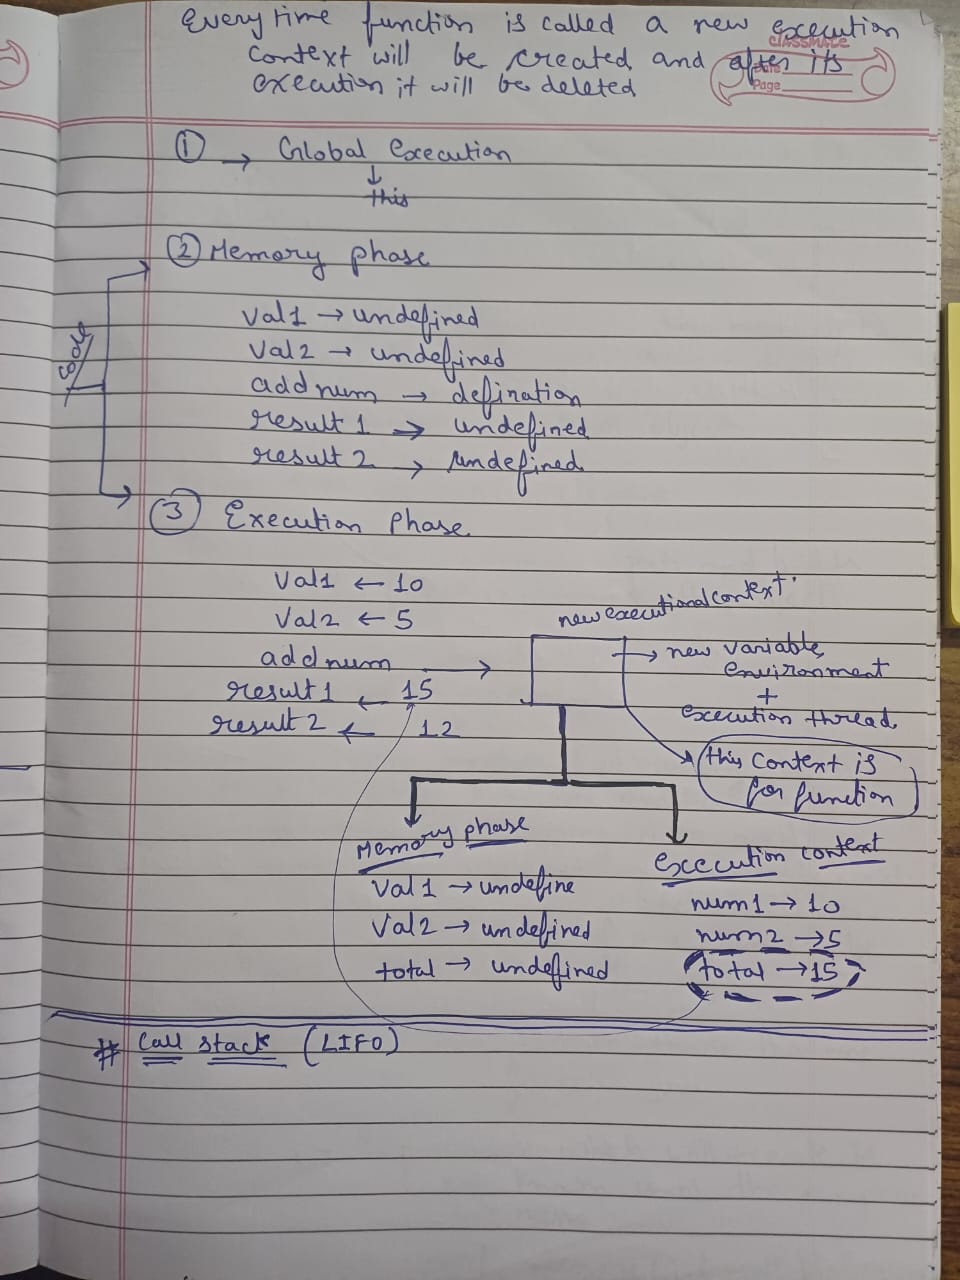 Every time function is called a new execution
context will be created and after its
execution it will be deleted
CLASSMATE
Date
Page
① → Global Execution
↓
this
② Memory phase
val1 → undefined
val2 → undefined
addnum → defination
result 1 → undefined
result 2 → undefined
③ Execution phase
val1 ← 10
val2 ← 5
addnum →
result 1 ← 15
result 2 ← 12
new executional context
→ new variable
environment
+
execution thread
this context is
for function
Memory phase
val1 → undefine
val2 → undefined
total → undefined
Execution context
num1 → 10
num2 → 5
total → 15
# Call stack (LIFO)